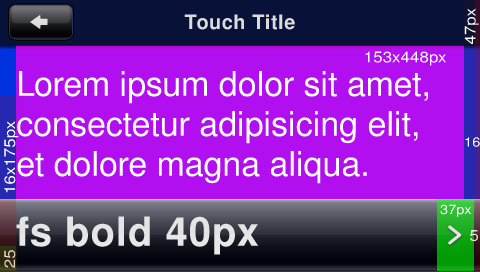 Touch Title
47px
153x448px
Lorem ipsum dolor sit amet,
consectetur adipisicing elit,
et dolore magna aliqua.
16x175px
16
37px
fs bold 40px
5
25